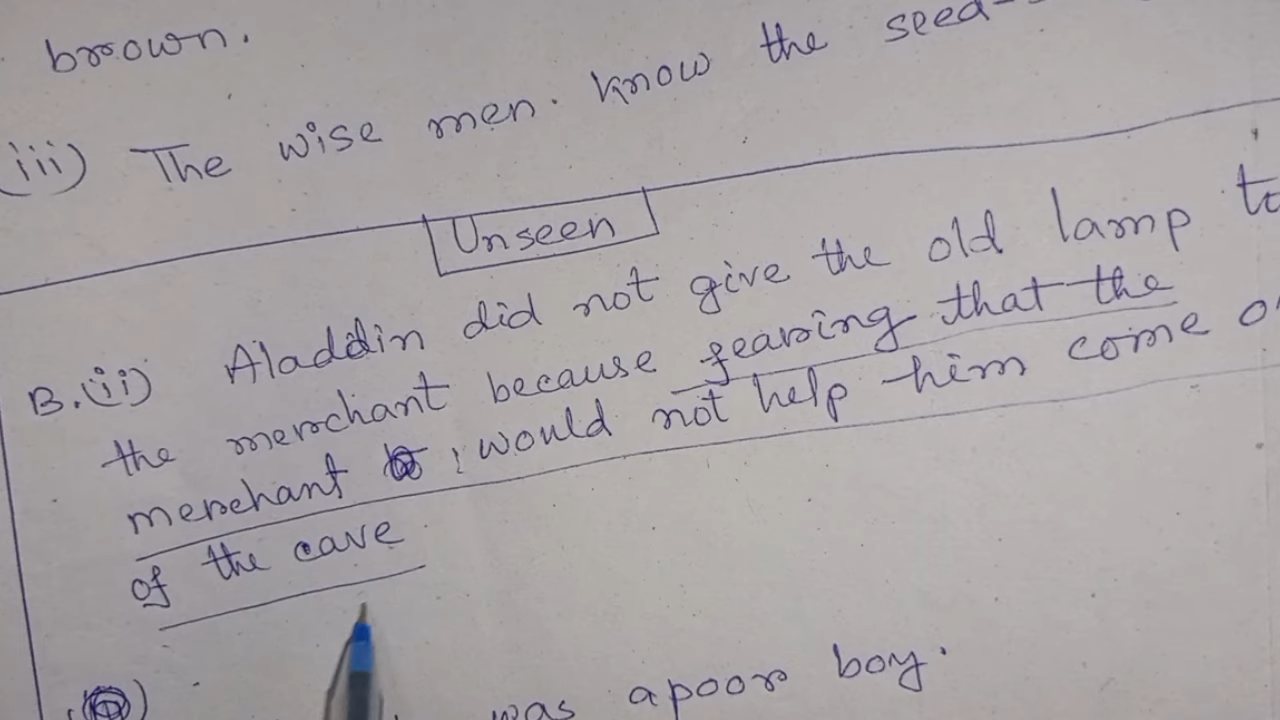 brown.
(iii) The wise men. know the seed-
Unseen
B.(ii) Aladdin did not give the old lamp to
the merchant because fearing that the
merchant would not help him come o
of the cave
was a poor boy.